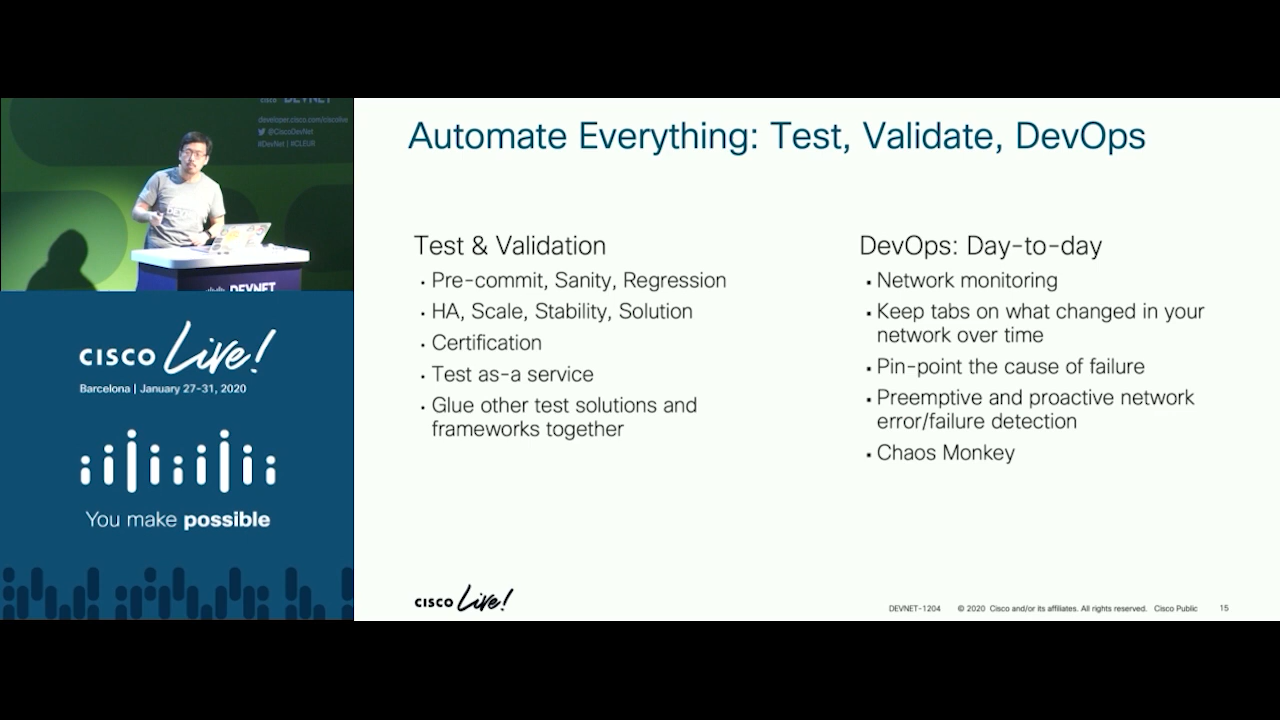 CISCO DEVNET
developer.cisco.com/ciscolive
@CiscoDevNet
#DevNet | #CLEUR
DEVNET
CISCO Live!
Barcelona | January 27-31, 2020
You make possible
Automate Everything: Test, Validate, DevOps
Test & Validation
• Pre-commit, Sanity, Regression
• HA, Scale, Stability, Solution
• Certification
• Test as-a service
• Glue other test solutions and
frameworks together
DevOps: Day-to-day
▪ Network monitoring
▪ Keep tabs on what changed in your
network over time
▪ Pin-point the cause of failure
▪ Preemptive and proactive network
error/failure detection
▪ Chaos Monkey
CISCO Live!
DEVNET-1204 © 2020 Cisco and/or its affiliates. All rights reserved. Cisco Public 15